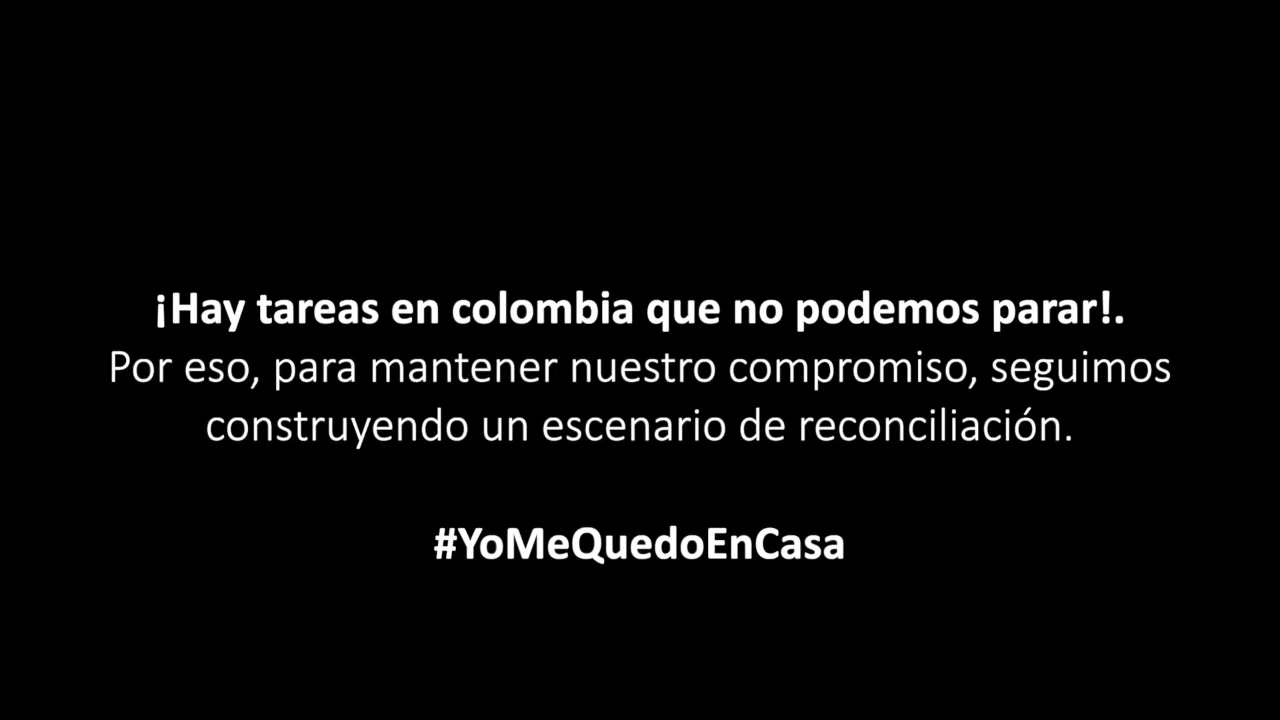 ¡Hay tareas en colombia que no podemos parar!.
Por eso, para mantener nuestro compromiso, seguimos
construyendo un escenario de reconciliación.
#YoMeQuedoEnCasa